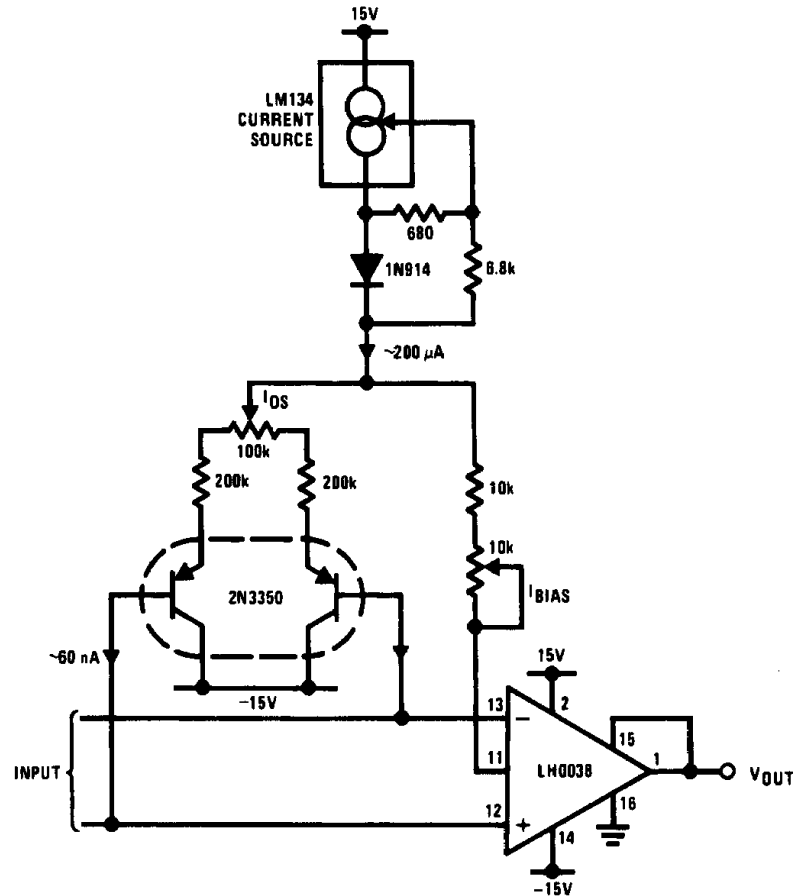 15V
LM134
CURRENT
SOURCE
680
1N914
6.8k
~200 μA
IOS
100k
200k
200k
10k
10k
IBIAS
2N3350
~60 nA
-15V
15V
13
2
-
15
INPUT
11
LH0038
1
VOUT
16
12
+
14
-15V